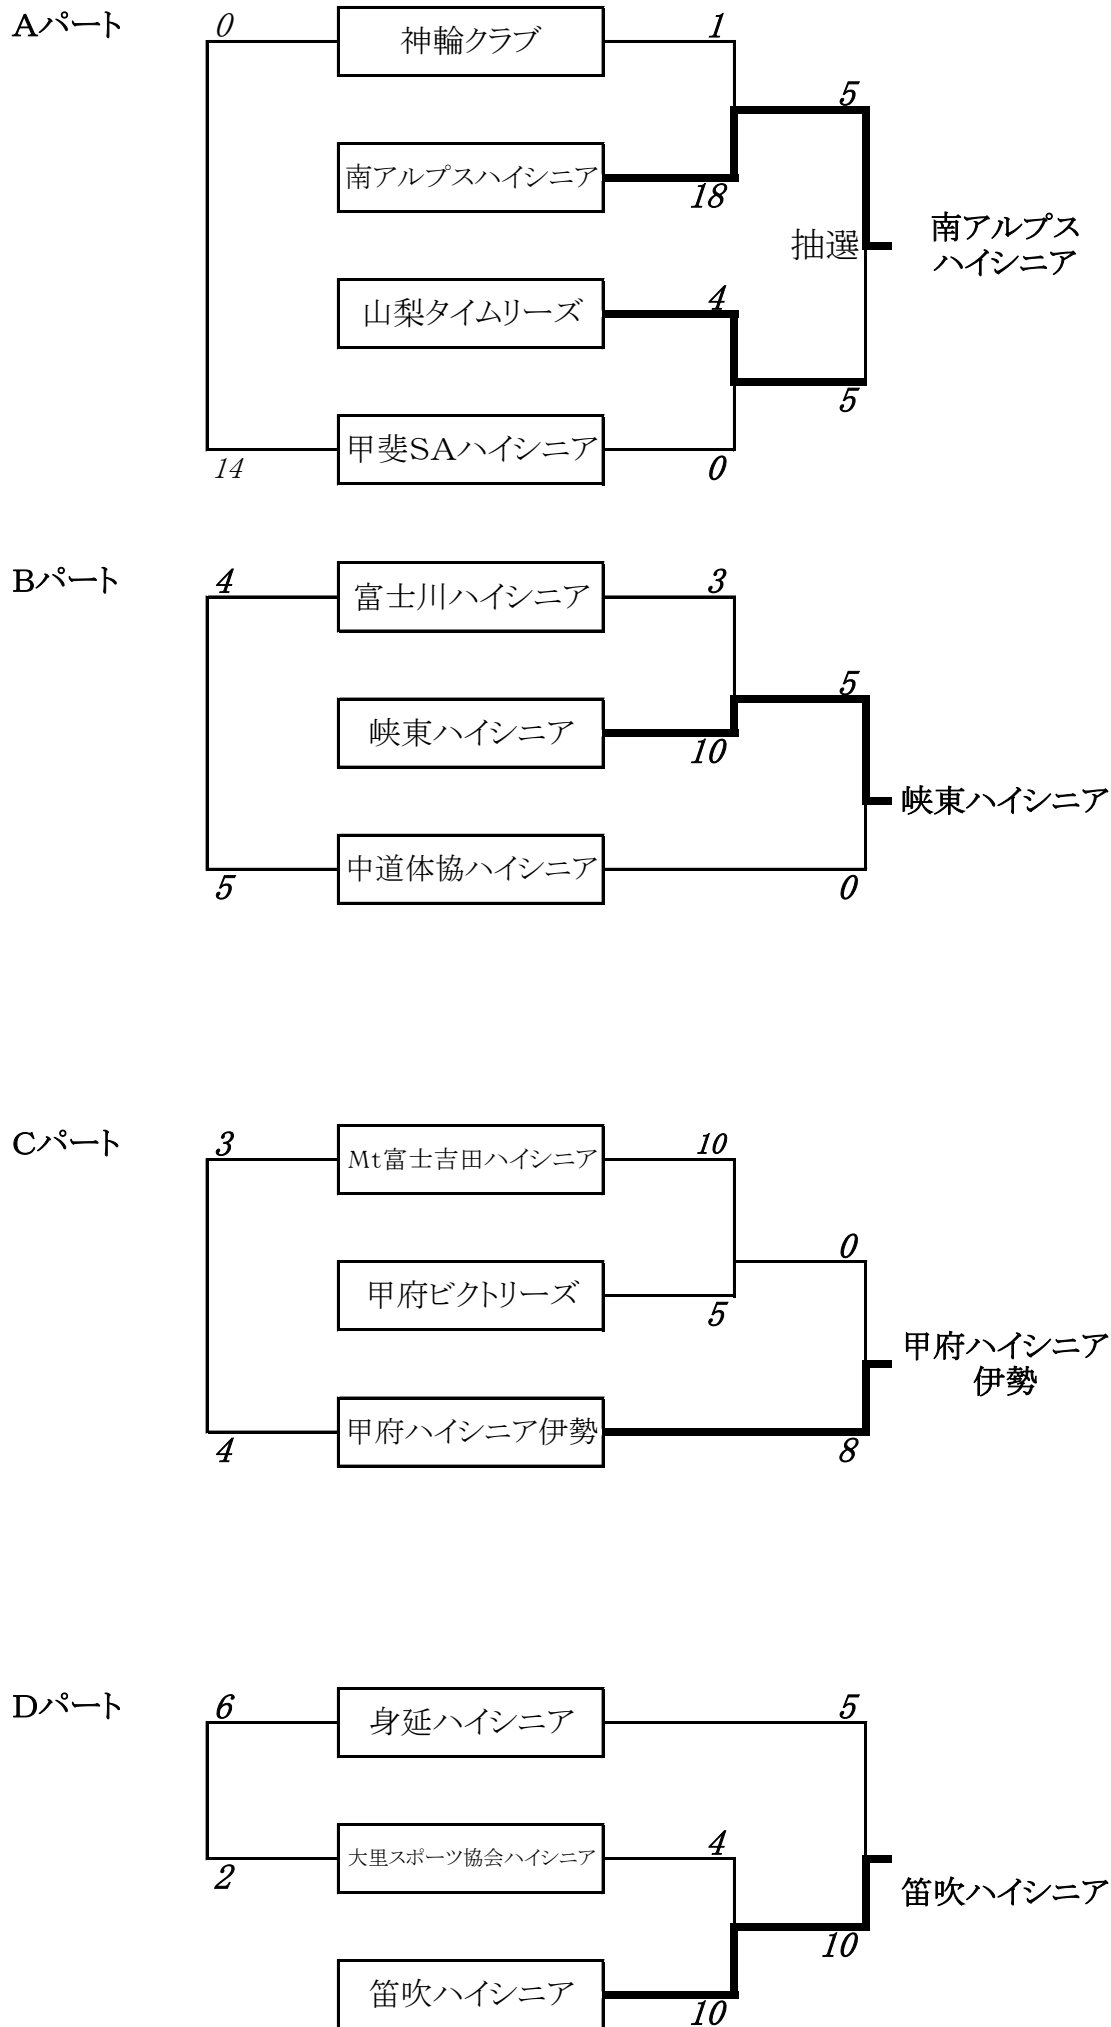 Aパート
0
神輪クラブ
1
5
南アルプスハイシニア
18
抽選
南アルプス
ハイシニア
山梨タイムリーズ
4
5
甲斐SAハイシニア
14
0
Bパート
4
富士川ハイシニア
3
5
峡東ハイシニア
10
峡東ハイシニア
中道体協ハイシニア
5
0
Cパート
3
Mt富士吉田ハイシニア
10
0
甲府ビクトリーズ
5
甲府ハイシニア
伊勢
甲府ハイシニア伊勢
4
8
Dパート
6
身延ハイシニア
5
大里スポーツ協会ハイシニア
4
2
笛吹ハイシニア
10
笛吹ハイシニア
10